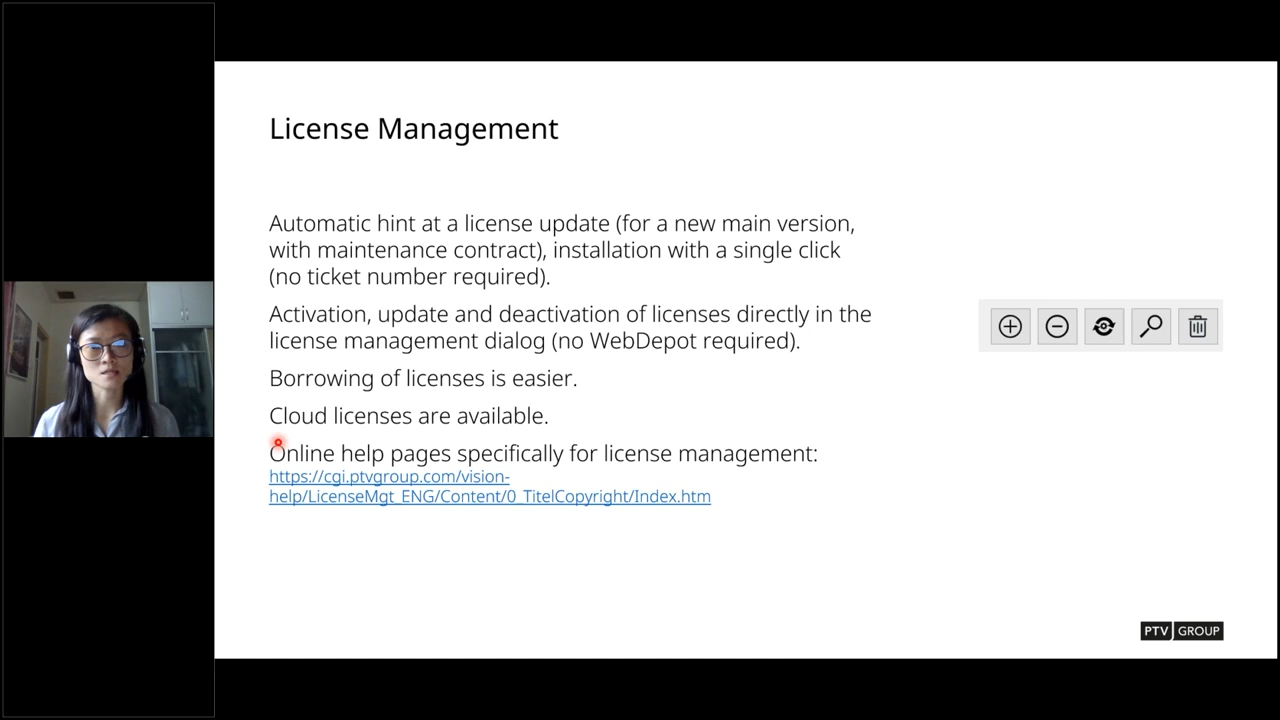 License Management
Automatic hint at a license update (for a new main version,
with maintenance contract), installation with a single click
(no ticket number required).
Activation, update and deactivation of licenses directly in the
license management dialog (no WebDepot required).
Borrowing of licenses is easier.
Cloud licenses are available.
Online help pages specifically for license management:
https://cgi.ptvgroup.com/vision-
help/LicenseMgt_ENG/Content/0_TitelCopyright/Index.htm
PTV GROUP